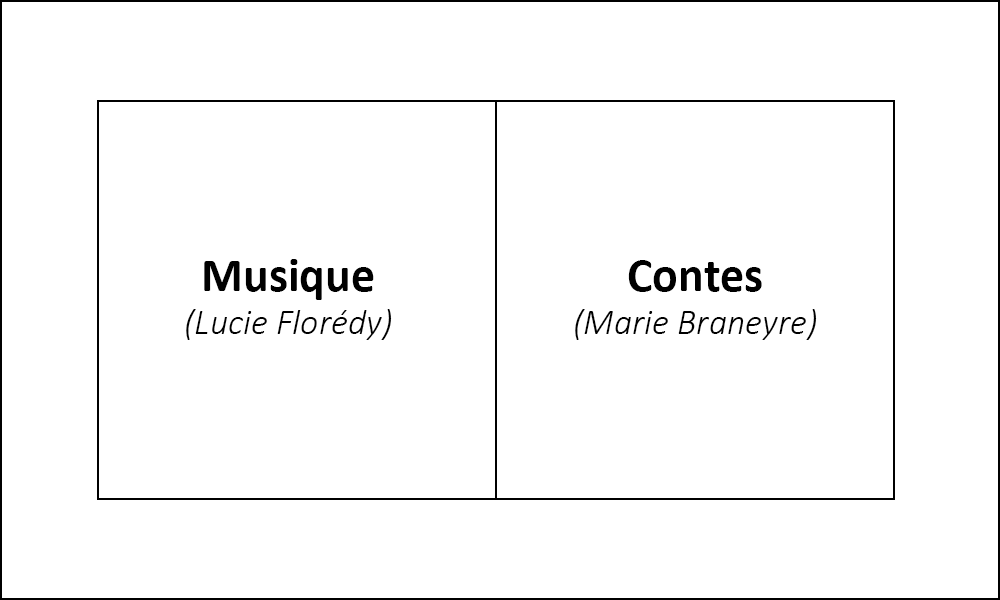 Musique
(Lucie Florédy)
Contes
(Marie Braneyre)